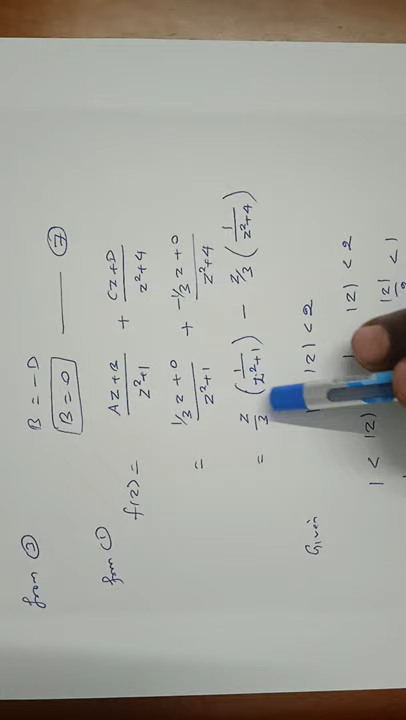 from ③ B = -D
B = 0 —— ⑦
from ① f(z) = Az+B/z²+1 + Cz+D/z²+4
= 1/3 z+0/z²+1 + -1/3 z+0/z²+4
= z/3 (1/z²+1) - z/3 (1/z²+4)
Given |z| < 2
1 < |z| |z| < 2
|z|/2 < 1